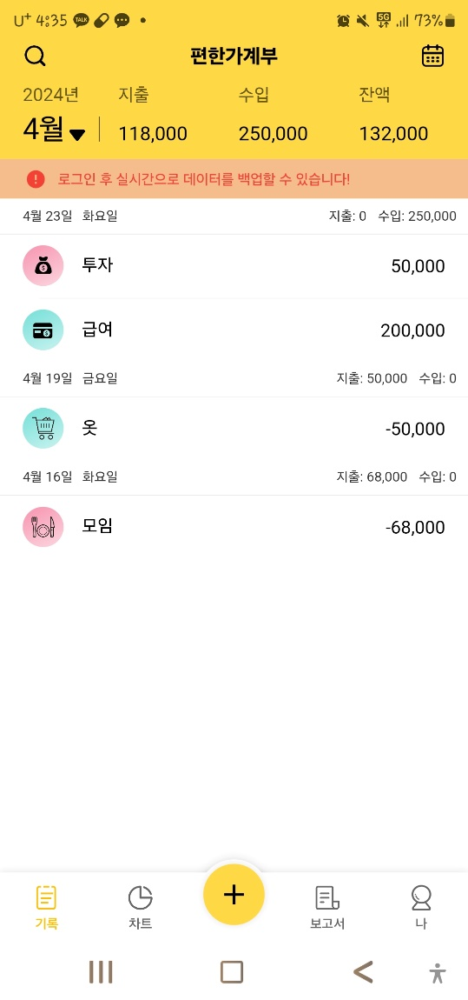 U+ 4:35 TALK 5G 73%
편한가계부
2024년 지출 수입 잔액
4월 118,000 250,000 132,000
! 로그인 후 실시간으로 데이터를 백업할 수 있습니다!
4월 23일 화요일 지출: 0 수입: 250,000
투자 50,000
급여 200,000
4월 19일 금요일 지출: 50,000 수입: 0
옷 -50,000
4월 16일 화요일 지출: 68,000 수입: 0
모임 -68,000
+
기록 차트 보고서 나